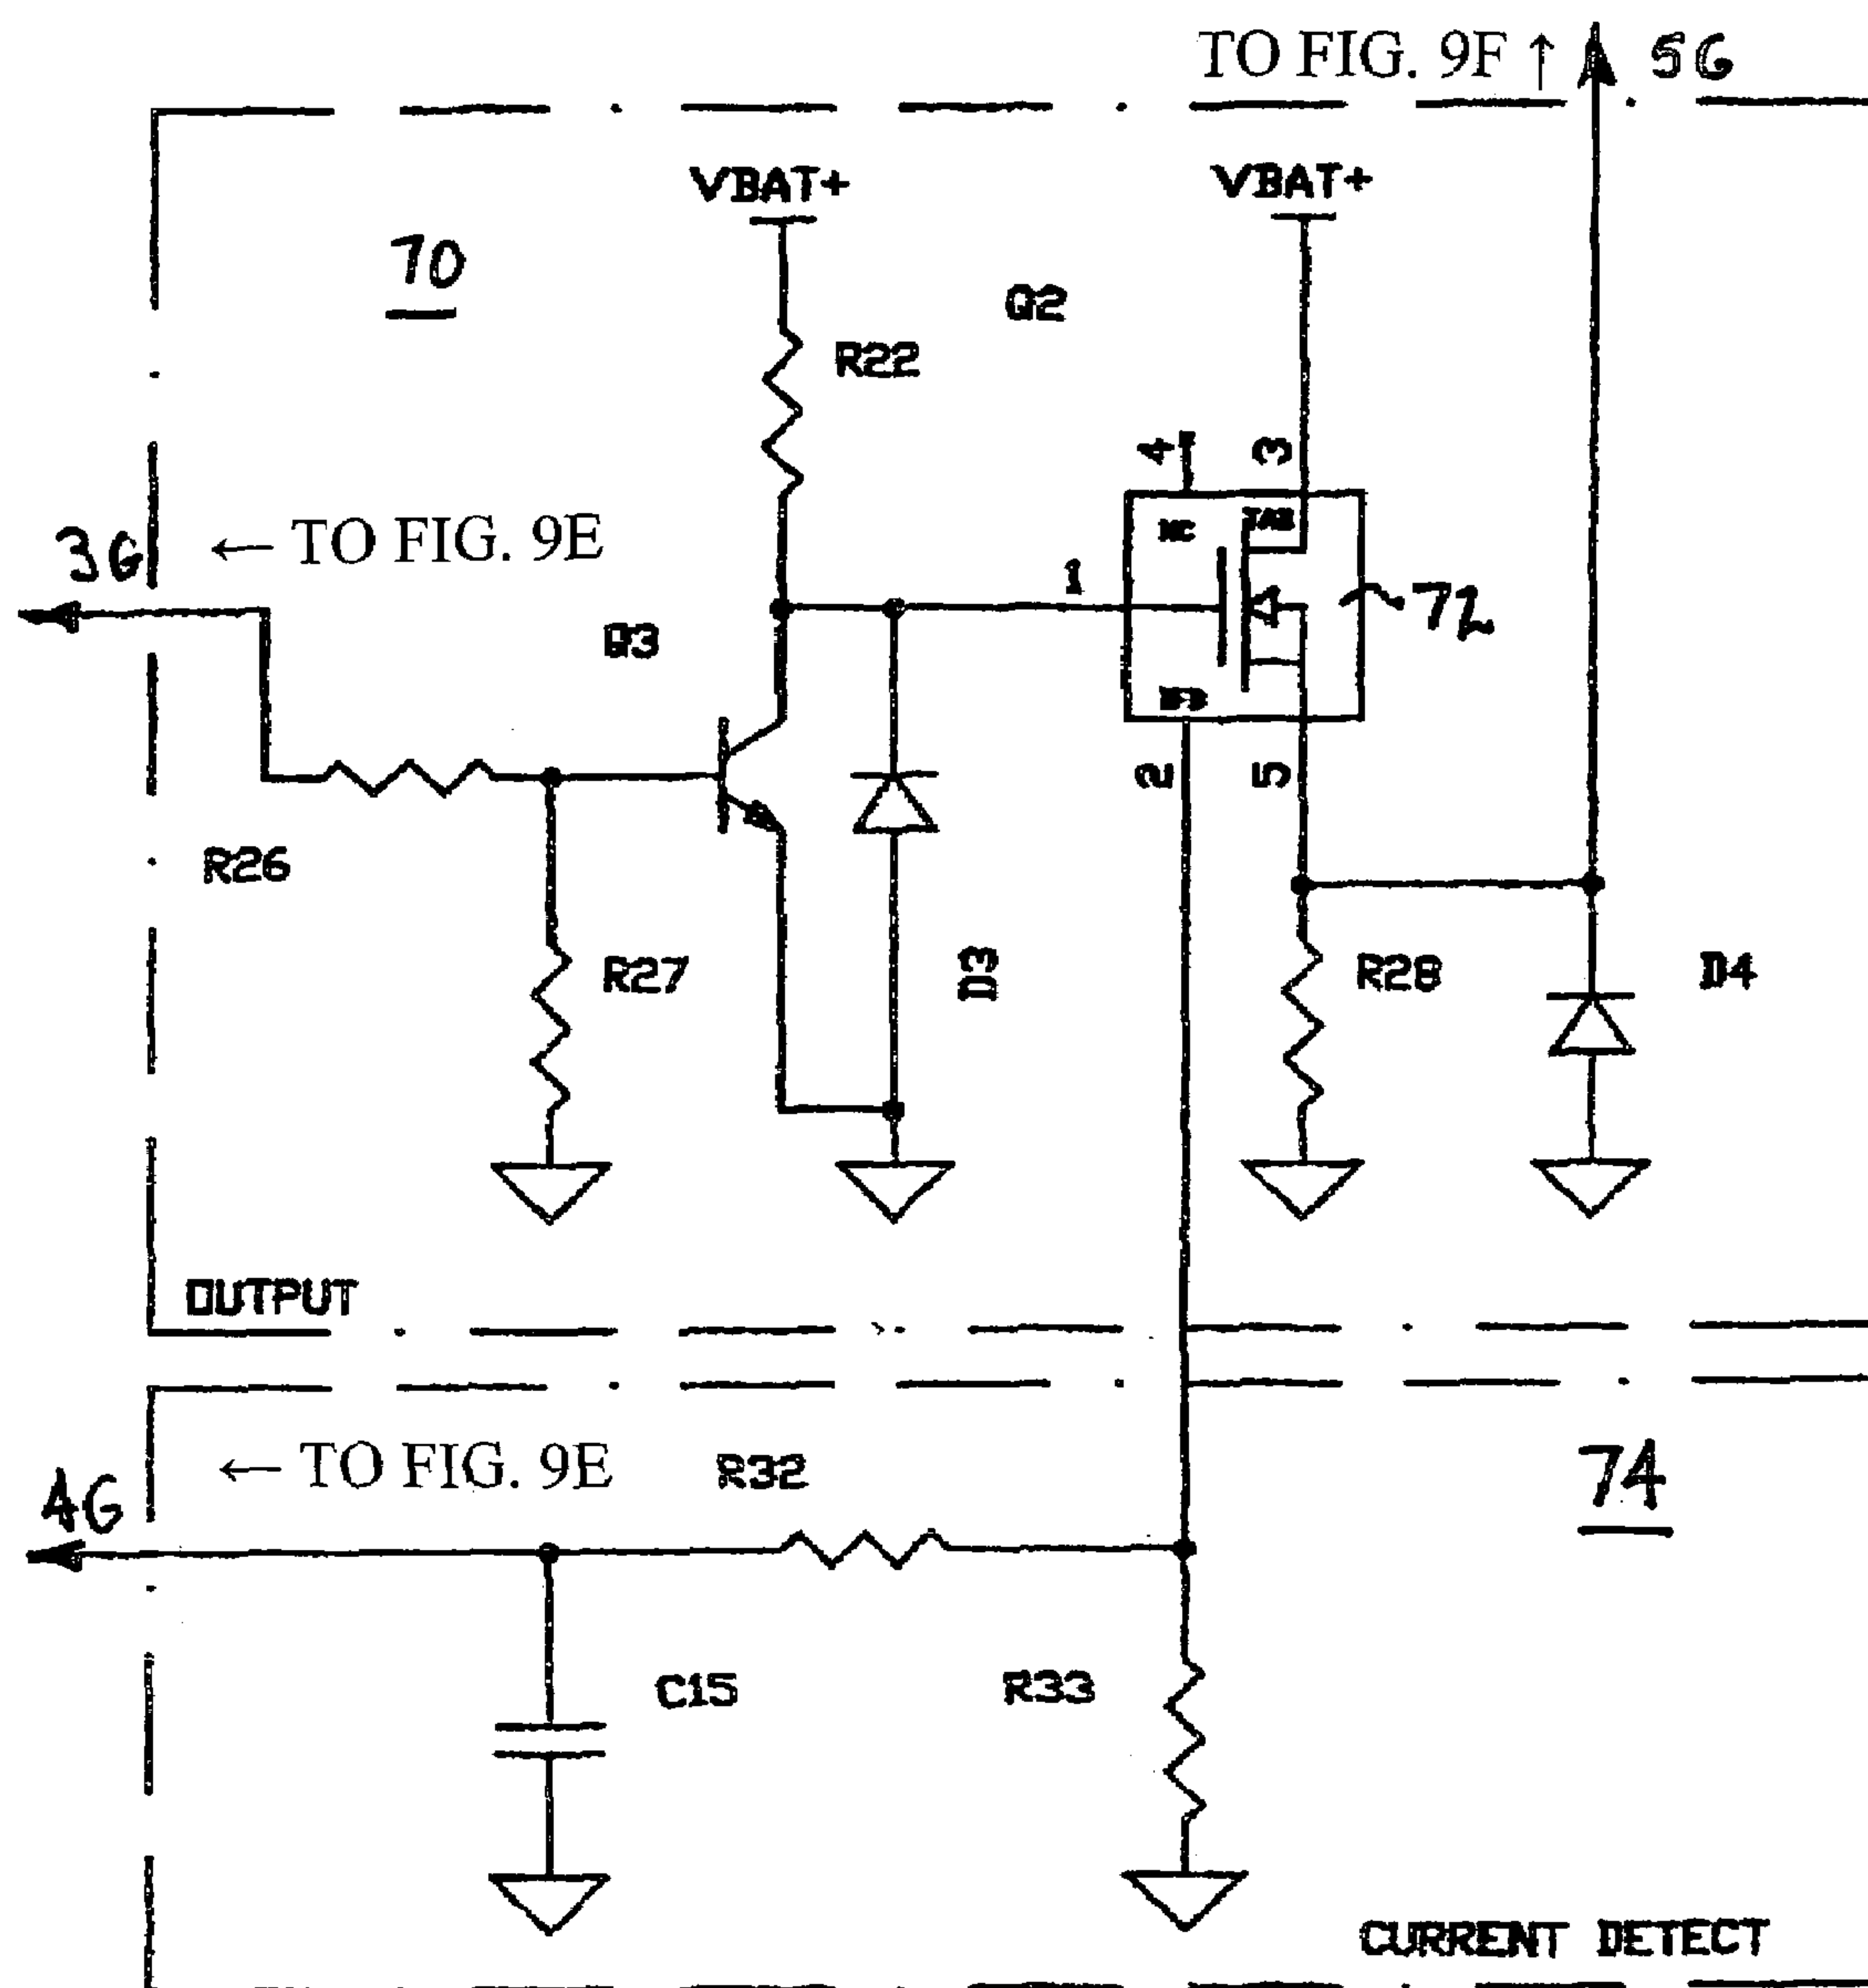 TO FIG. 9F ↑ 5G
VBAT+
VBAT+
70
Q2
R22
4
3
NC
TAB
3G
← TO FIG. 9E
1
72
Q3
2
5
R26
R27
D3
R28
D4
OUTPUT
← TO FIG. 9E
R32
74
4G
C15
R33
CURRENT DETECT